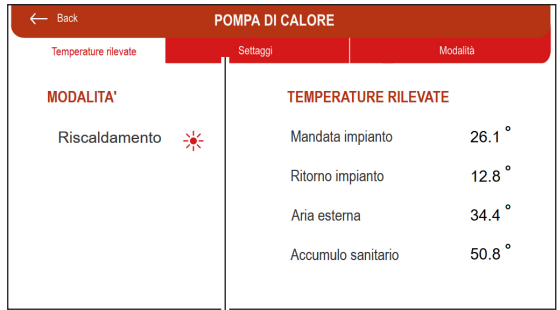 ← Back
POMPA DI CALORE
Temperature rilevate
Settaggi
Modalità
MODALITA'
Riscaldamento
TEMPERATURE RILEVATE
Mandata impianto 26.1 °
Ritorno impianto 12.8 °
Aria esterna 34.4 °
Accumulo sanitario 50.8 °